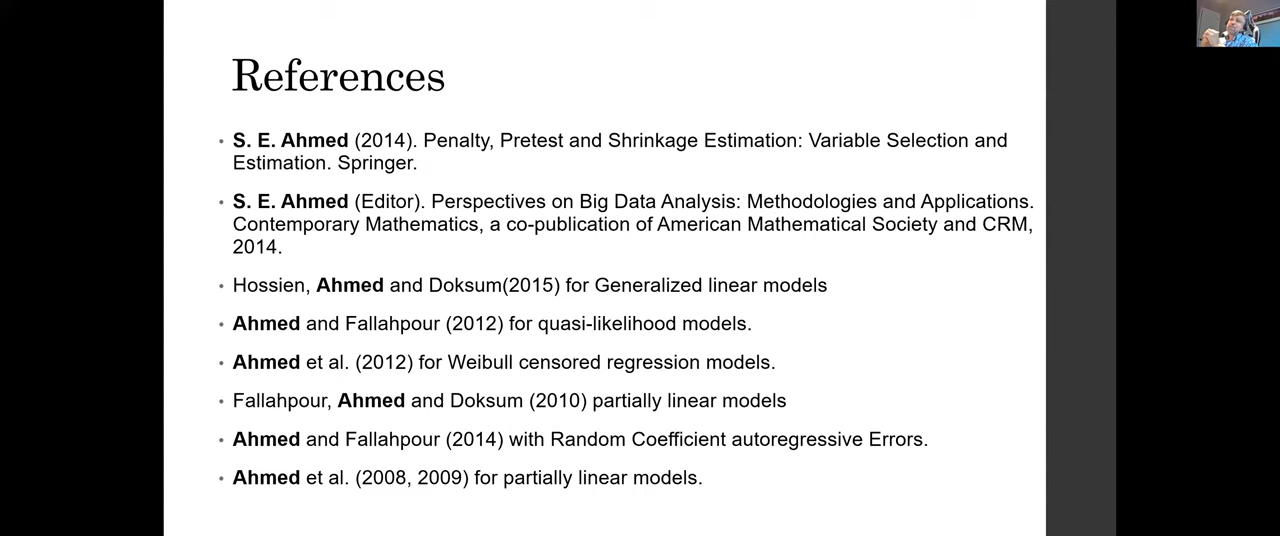 References
• S. E. Ahmed (2014). Penalty, Pretest and Shrinkage Estimation: Variable Selection and
Estimation. Springer.
• S. E. Ahmed (Editor). Perspectives on Big Data Analysis: Methodologies and Applications.
Contemporary Mathematics, a co-publication of American Mathematical Society and CRM,
2014.
• Hossien, Ahmed and Doksum(2015) for Generalized linear models
• Ahmed and Fallahpour (2012) for quasi-likelihood models.
• Ahmed et al. (2012) for Weibull censored regression models.
• Fallahpour, Ahmed and Doksum (2010) partially linear models
• Ahmed and Fallahpour (2014) with Random Coefficient autoregressive Errors.
• Ahmed et al. (2008, 2009) for partially linear models.